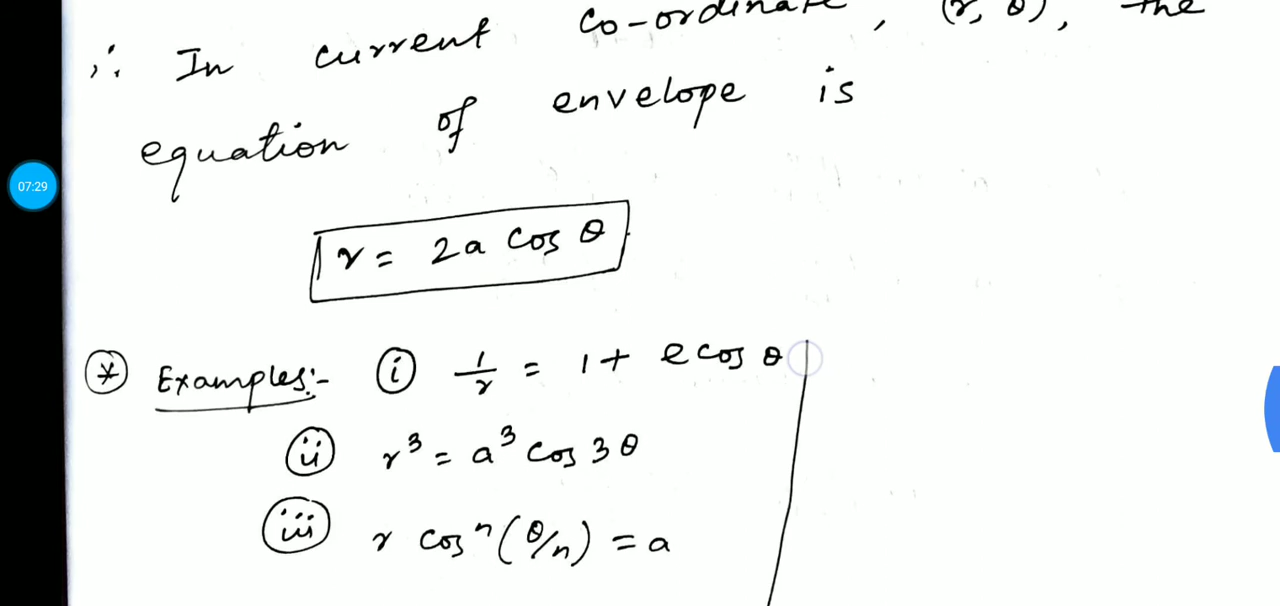 ∴ In current co-ordinate, (r, θ), the
equation of envelope is
r = 2a cos θ
07:29
* Examples:- (i) 1/r = 1 + e cos θ
(ii) r³ = a³ cos 3θ
(iii) r cosⁿ(θ/n) = a